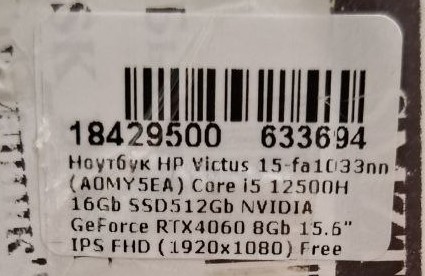 18429500 633694
Ноутбук HP Victus 15-fa1033nn
(A0MY5EA) Core i5 12500H
16Gb SSD512Gb NVIDIA
GeForce RTX4060 8Gb 15.6"
IPS FHD (1920x1080) Free